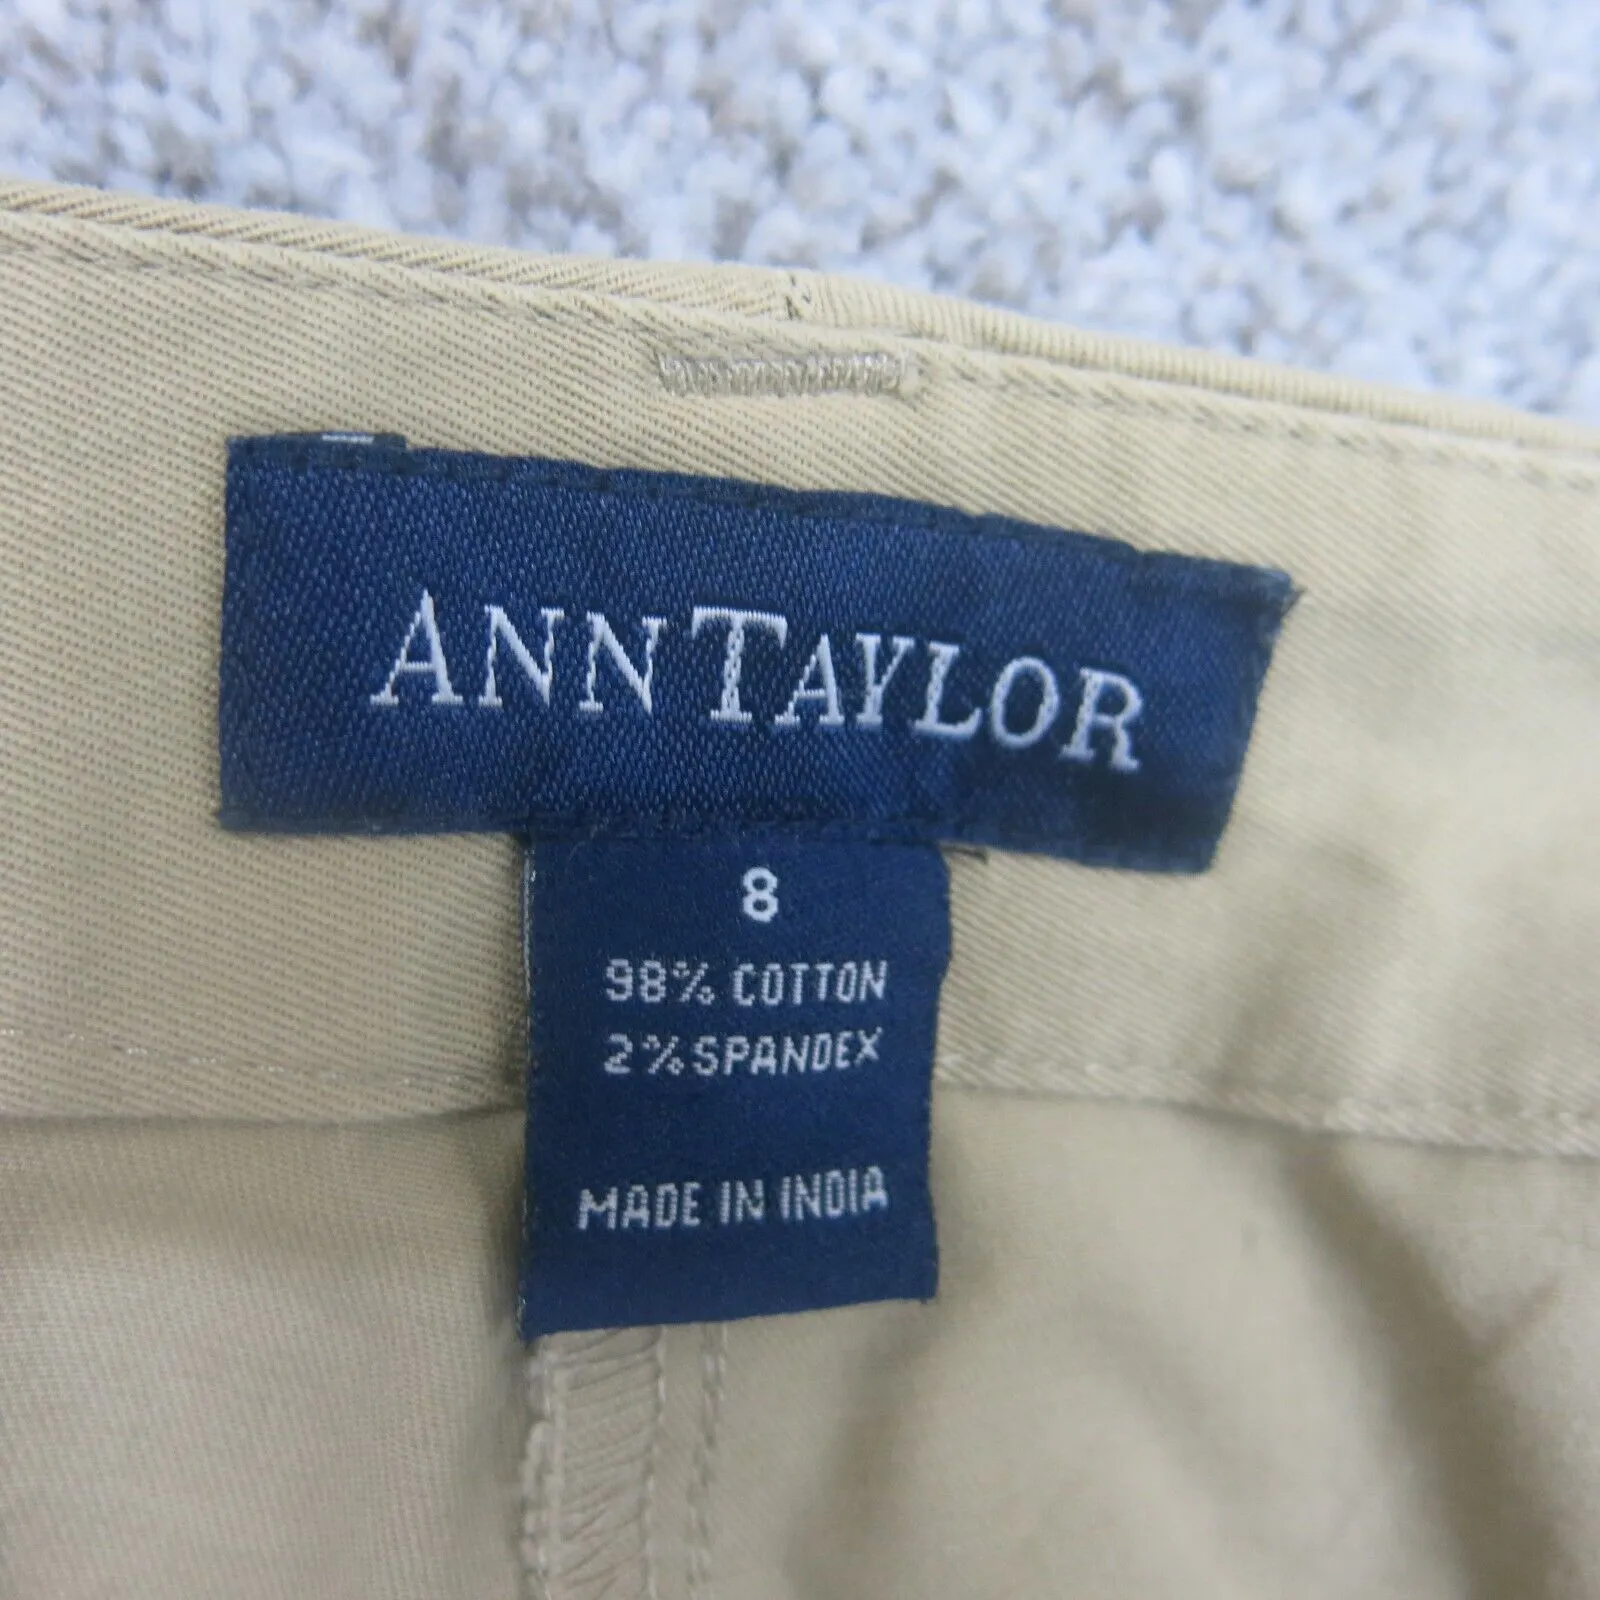 ANNTAYLOR
8
98% COTTON
2% SPANDEX
MADE IN INDIA